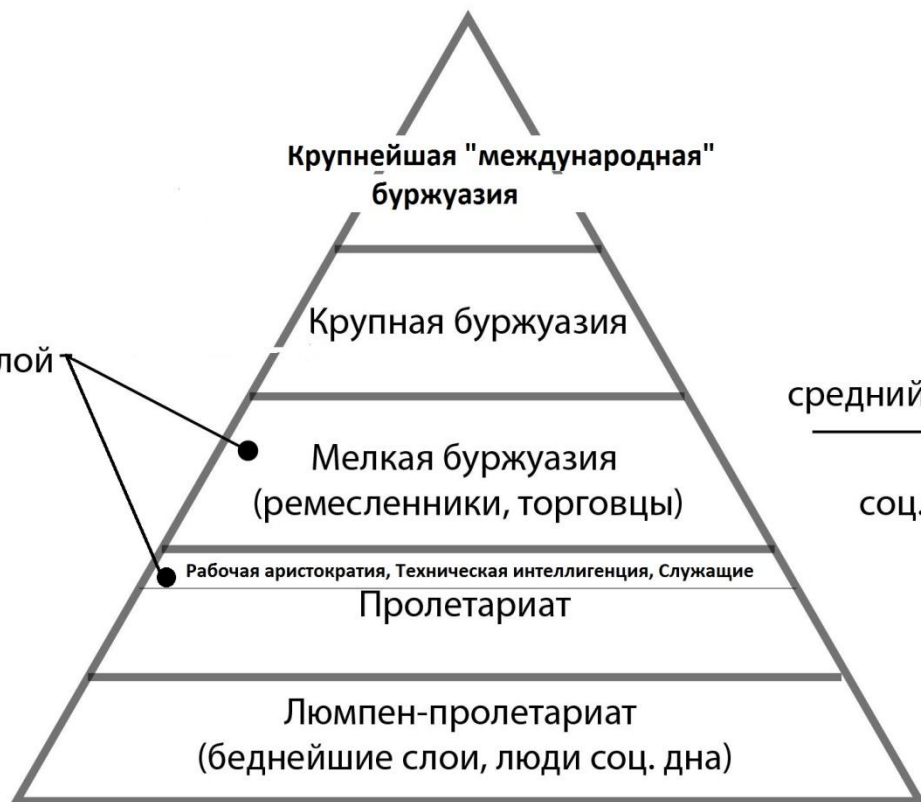 Крупнейшая "международная"
буржуазия
Крупная буржуазия
лой
средний
Мелкая буржуазия
(ремесленники, торговцы)
соц.
Рабочая аристократия, Техническая интеллигенция, Служащие
Пролетариат
Люмпен-пролетариат
(беднейшие слои, люди соц. дна)